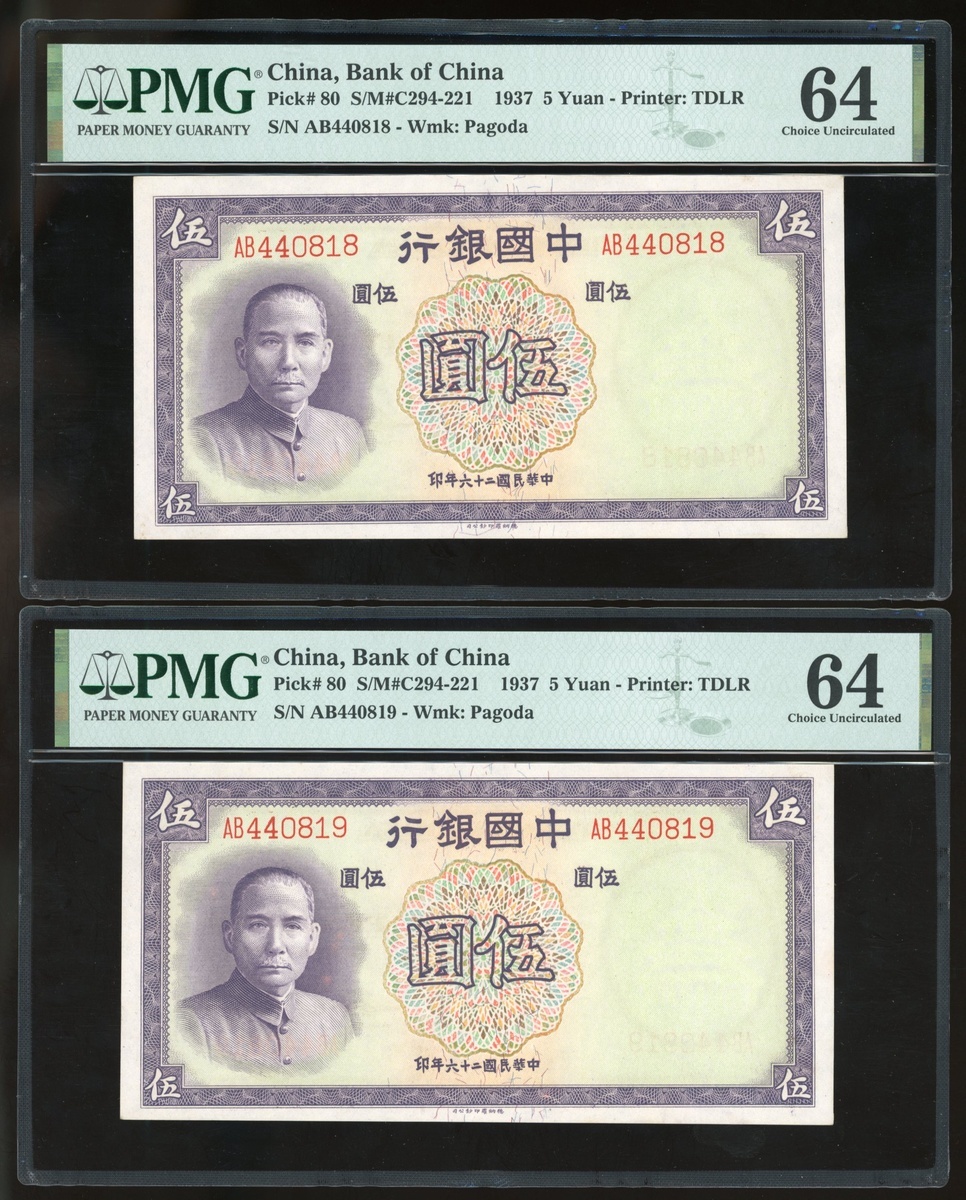 PMG®
PAPER MONEY GUARANTY
China, Bank of China
Pick# 80 S/M#C294-221 1937 5 Yuan - Printer: TDLR
S/N AB440818 - Wmk: Pagoda
64
Choice Uncirculated
伍 伍
AB440818 中國銀行 AB440818
伍圓 伍圓
伍圓
中華民國二十六年印
伍 伍
PMG®
PAPER MONEY GUARANTY
China, Bank of China
Pick# 80 S/M#C294-221 1937 5 Yuan - Printer: TDLR
S/N AB440819 - Wmk: Pagoda
64
Choice Uncirculated
伍 伍
AB440819 中國銀行 AB440819
伍圓 伍圓
伍圓
中華民國二十六年印
伍 伍